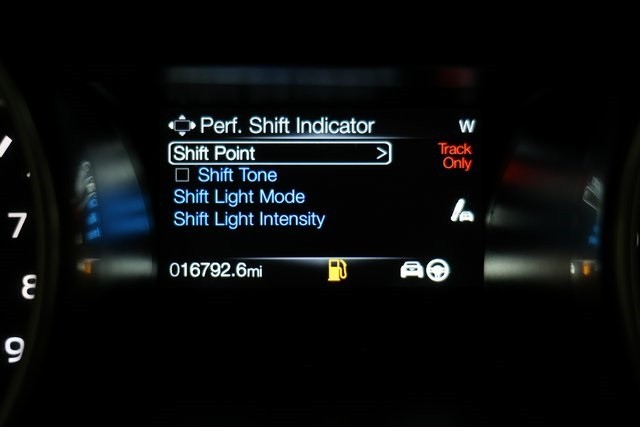 Perf. Shift Indicator
W
Shift Point >
Track
Only
Shift Tone
Shift Light Mode
Shift Light Intensity
016792.6mi
7
8
9